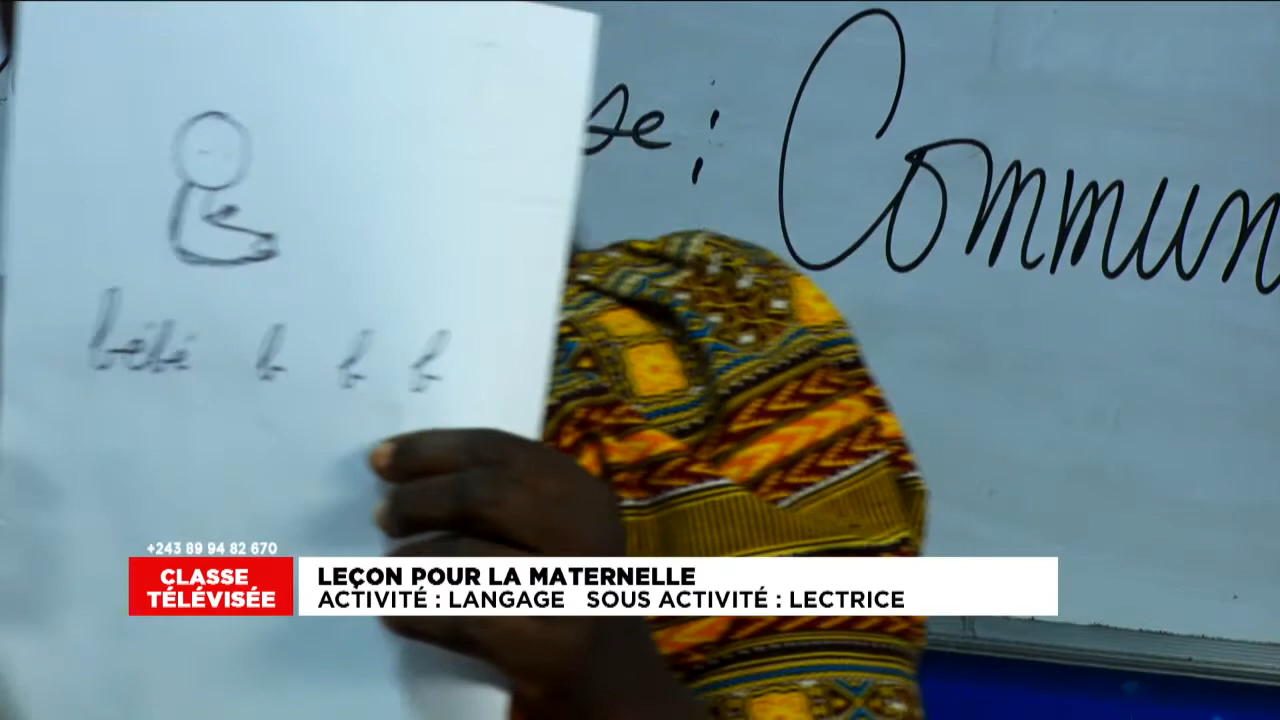 : Commun
bébé b b b
+243 89 94 82 670
CLASSE
TÉLÉVISÉE
LEÇON POUR LA MATERNELLE
ACTIVITÉ : LANGAGE SOUS ACTIVITÉ : LECTRICE